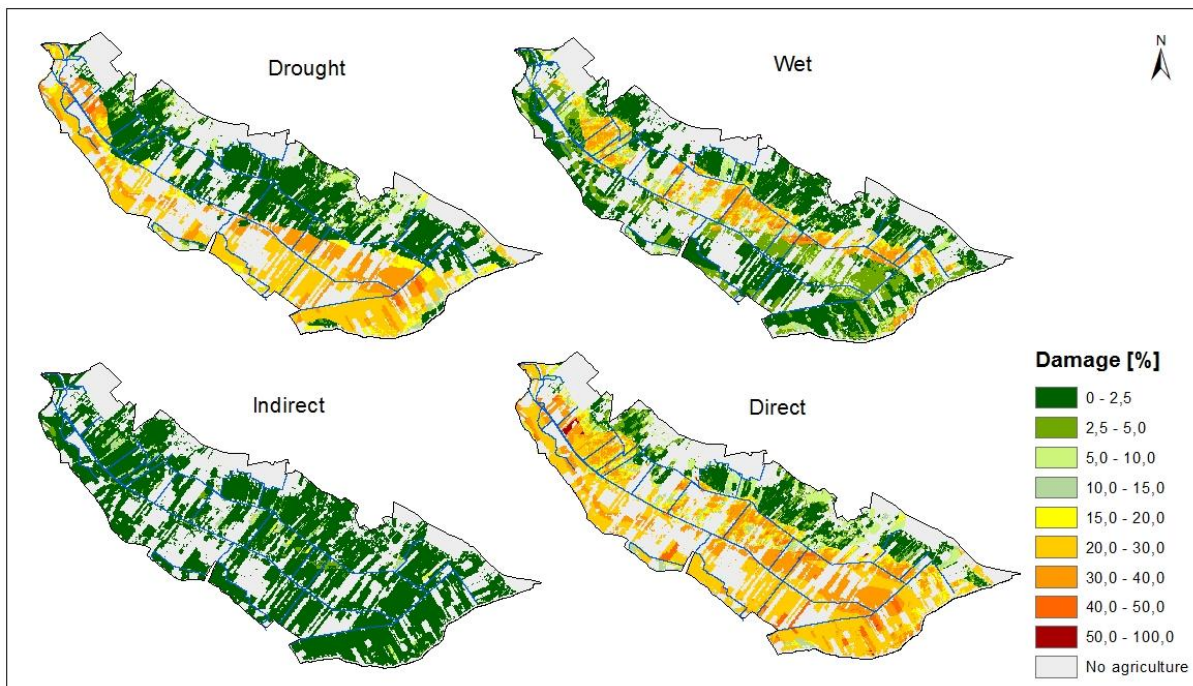 Drought
Wet
N
Indirect
Direct
Damage [%]
0 - 2,5
2,5 - 5,0
5,0 - 10,0
10,0 - 15,0
15,0 - 20,0
20,0 - 30,0
30,0 - 40,0
40,0 - 50,0
50,0 - 100,0
No agriculture